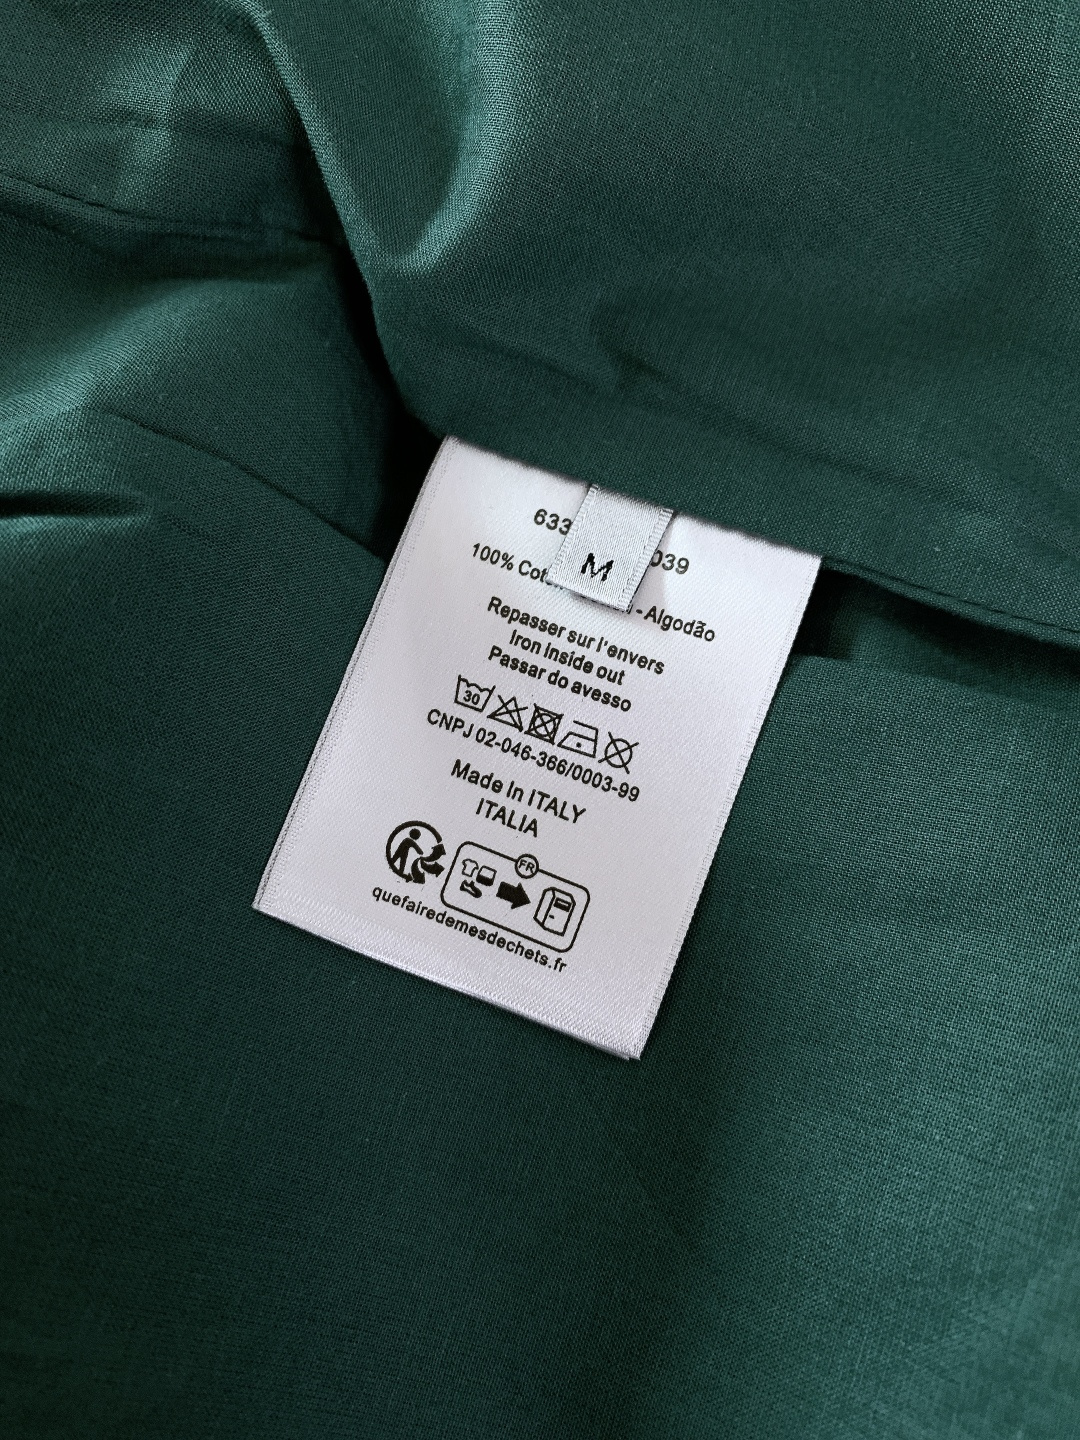 633
039
M
100%
- Algodão
Repasser sur l'envers
Iron inside out
Passar do avesso
30
CNPJ 02-046-366/0003-99
Made In ITALY
ITALIA
FR
quefairedemesdechets.fr